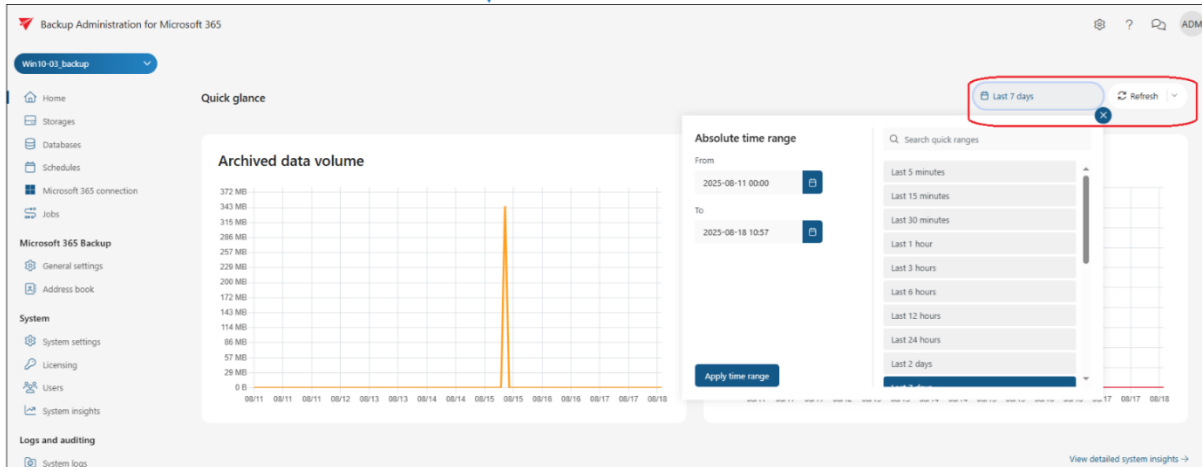 Backup Administration for Microsoft 365
ADM
Win10-03_backup
Home
Storages
Databases
Schedules
Microsoft 365 connection
Jobs
Microsoft 365 Backup
General settings
Address book
System
System settings
Licensing
Users
System insights
Logs and auditing
System logs
Quick glance
Last 7 days
Refresh
Archived data volume
372 MB
343 MB
315 MB
286 MB
257 MB
229 MB
200 MB
172 MB
143 MB
114 MB
86 MB
57 MB
29 MB
0 B
08/11 08/11 08/11 08/12 08/13 08/13 08/14 08/14 08/15 08/15 08/16 08/16 08/17 08/17 08/18
Absolute time range
From
2025-08-11 00:00
To
2025-08-18 10:57
Apply time range
Search quick ranges
Last 5 minutes
Last 15 minutes
Last 30 minutes
Last 1 hour
Last 3 hours
Last 6 hours
Last 12 hours
Last 24 hours
Last 2 days
08/17 08/18
View detailed system insights →